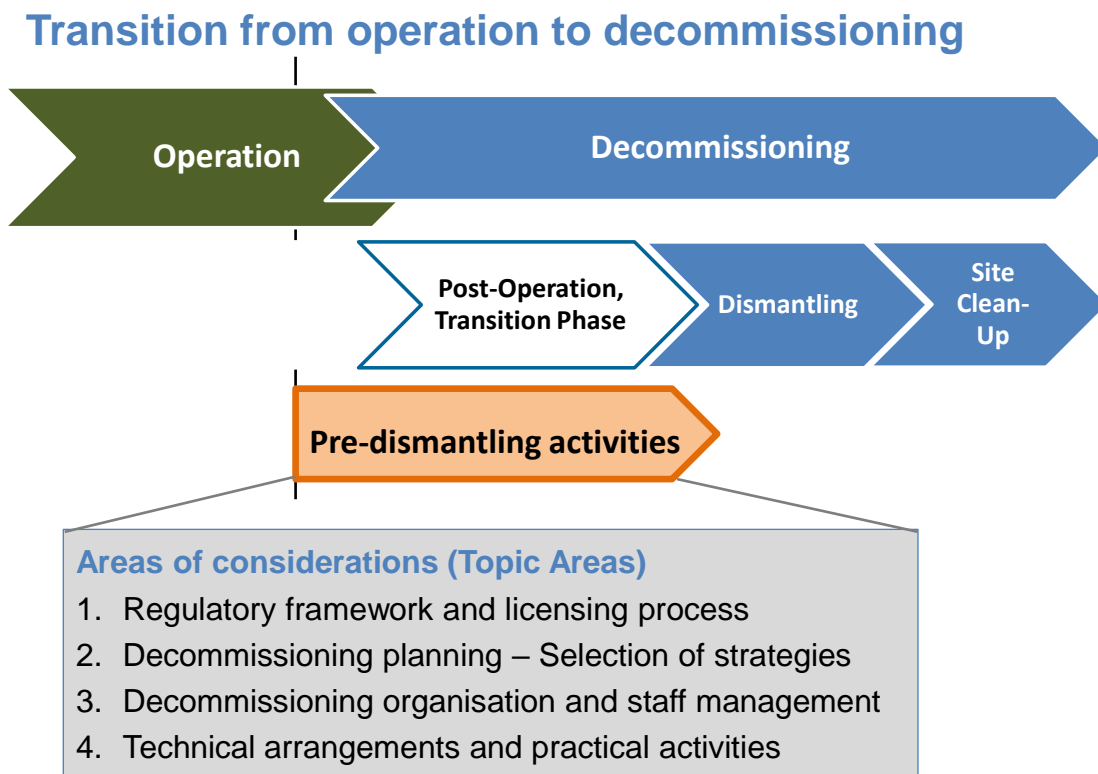 Transition from operation to decommissioning
Operation
Decommissioning
Post-Operation,
Transition Phase
Dismantling
Site
Clean-
Up
Pre-dismantling activities
Areas of considerations (Topic Areas)
1. Regulatory framework and licensing process
2. Decommissioning planning – Selection of strategies
3. Decommissioning organisation and staff management
4. Technical arrangements and practical activities